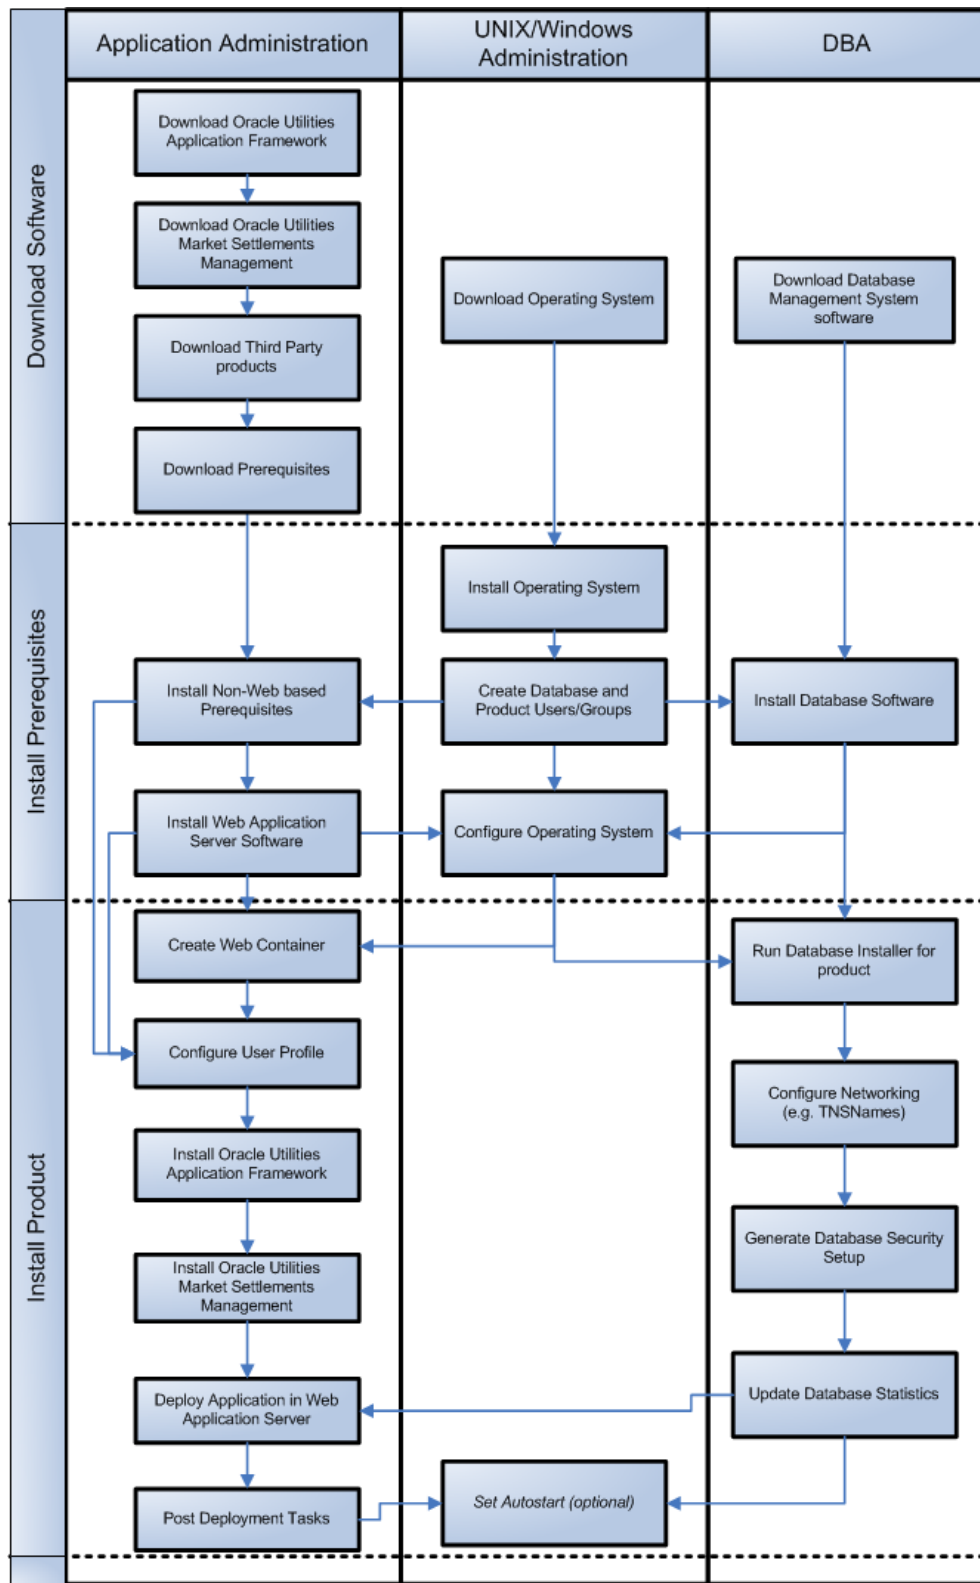 Application Administration
UNIX/Windows
Administration
DBA
Download Software
Download Oracle Utilities
Application Framework
Download Oracle Utilities
Market Settlements
Management
Download Operating System
Download Database
Management System
software
Download Third Party
products
Download Prerequisites
Install Prerequisites
Install Operating System
Install Non-Web based
Prerequisites
Create Database and
Product Users/Groups
Install Database Software
Install Web Application
Server Software
Configure Operating System
Install Product
Create Web Container
Run Database Installer for
product
Configure User Profile
Configure Networking
(e.g. TNSNames)
Install Oracle Utilities
Application Framework
Generate Database Security
Setup
Install Oracle Utilities
Market Settlements
Management
Deploy Application in Web
Application Server
Update Database Statistics
Post Deployment Tasks
Set Autostart (optional)